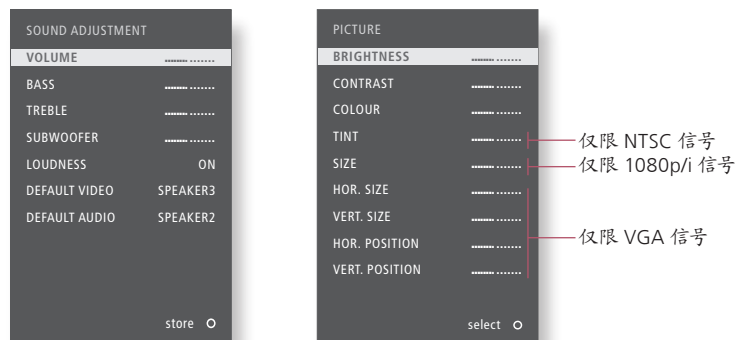 SOUND ADJUSTMENT
VOLUME
BASS
TREBLE
SUBWOOFER
LOUDNESS ON
DEFAULT VIDEO SPEAKER3
DEFAULT AUDIO SPEAKER2
store
PICTURE
BRIGHTNESS
CONTRAST
COLOUR
TINT
SIZE
HOR. SIZE
VERT. SIZE
HOR. POSITION
VERT. POSITION
select
仅限 NTSC 信号
仅限 1080p/i 信号
仅限 VGA 信号